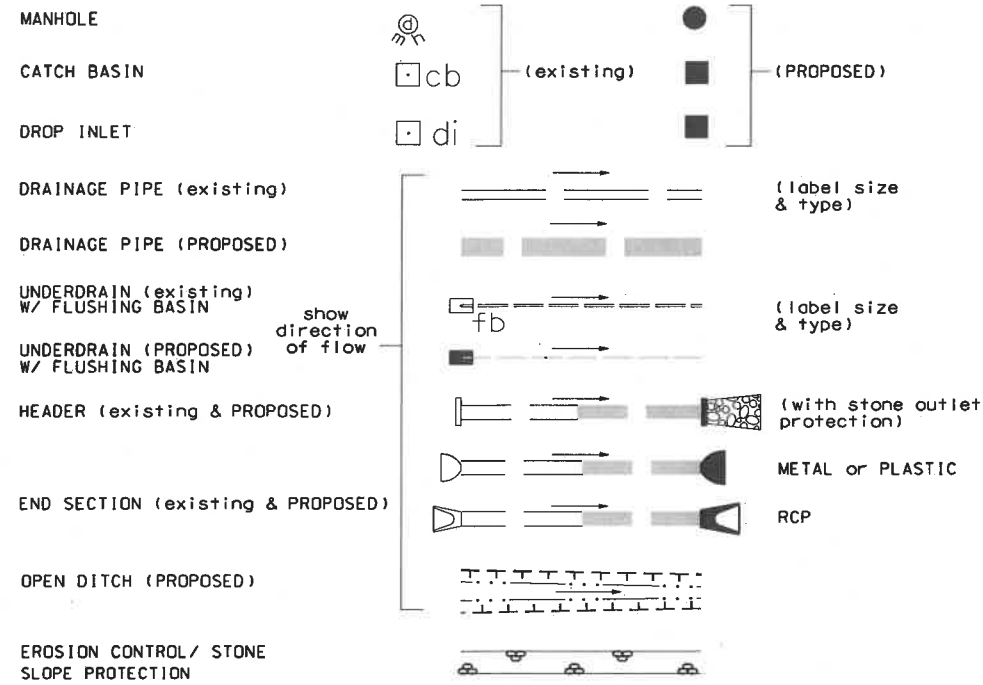 MANHOLE
d
m h
CATCH BASIN
cb
(existing)
(PROPOSED)
DROP INLET
di
DRAINAGE PIPE (existing)
(label size
& type)
DRAINAGE PIPE (PROPOSED)
UNDERDRAIN (existing)
W/ FLUSHING BASIN
fb
(label size
& type)
show
direction
of flow
UNDERDRAIN (PROPOSED)
W/ FLUSHING BASIN
HEADER (existing & PROPOSED)
(with stone outlet
protection)
METAL or PLASTIC
END SECTION (existing & PROPOSED)
RCP
OPEN DITCH (PROPOSED)
EROSION CONTROL/ STONE
SLOPE PROTECTION